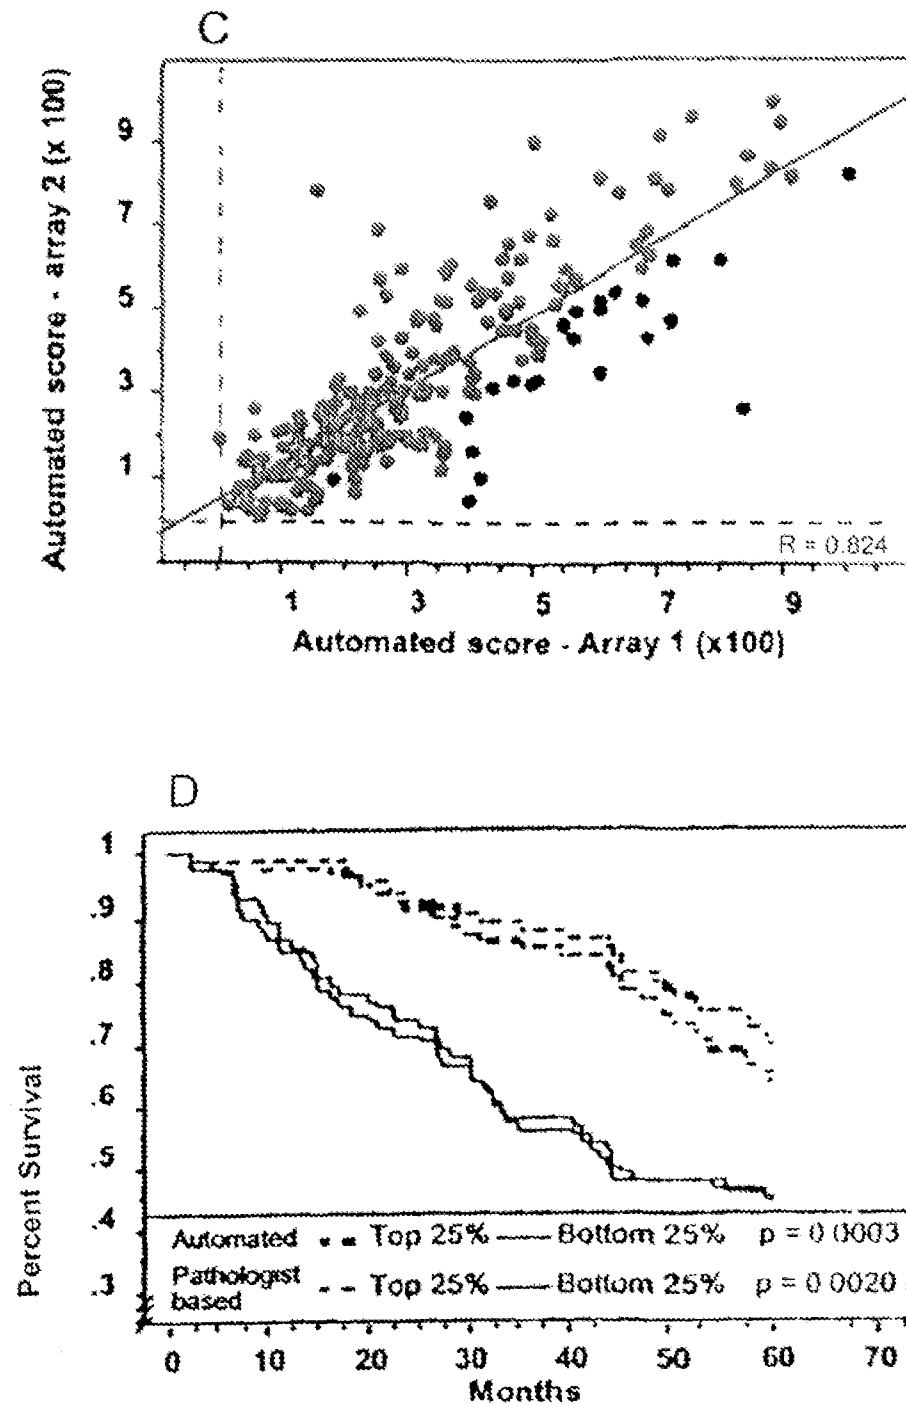 C
Automated score - array 2 (x 100)
9
7
5
3
1
R = 0.824
1 3 5 7 9
Automated score - Array 1 (x100)
D
Percent Survival
1
.9
.8
.7
.6
.5
.4
.3
Automated Top 25% Bottom 25% p = 0.0003
Pathologist based Top 25% Bottom 25% p = 0.0020
0 10 20 30 40 50 60 70
Months